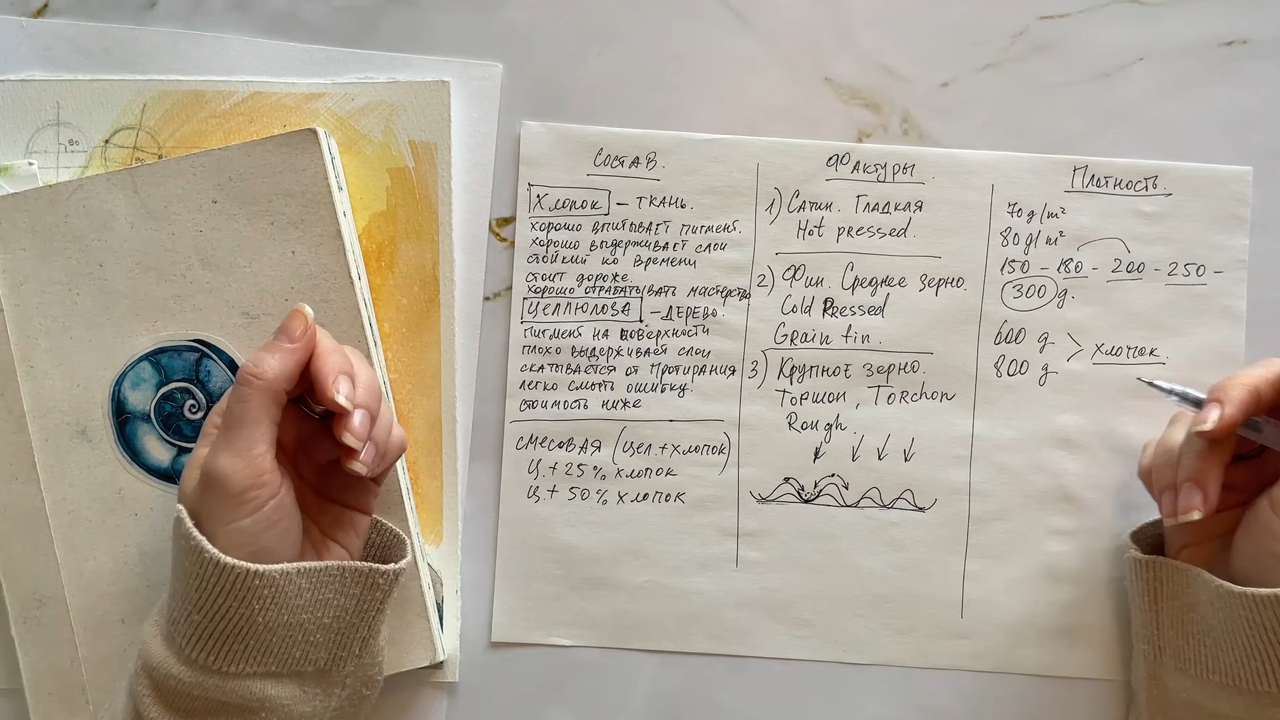 Состав.
Хлопок — ткань.
хорошо впитывает пигмент.
хорошо выдерживает слои
стойкий ко времени
стоит дороже
хорошо отрабатывать мастерство
Целлюлоза — дерево.
пигмент на поверхности
плохо выдерживает слои
скатывается от протирания
легко смыть ошибку!
стоимость ниже
смесовая (цел.+хлопок)
ц.+ 25% хлопок
ц.+ 50% хлопок
Фактуры.
1) Сатин. Гладкая
Hot pressed.
2) Фин. Среднее зерно.
Cold Pressed
Grain fin.
3) Крупное зерно.
Торшон, Torchon
Rough.
Плотность.
70 g/m²
80 g/m²
150 – 180 – 200 – 250 –
300 g.
600 g
800 g > хлопок.
80